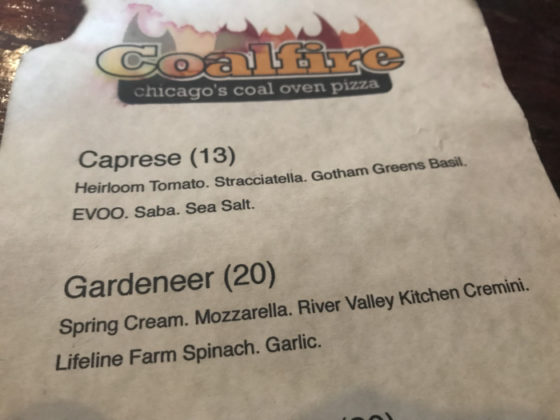 Coalfire
chicago's coal oven pizza
Caprese (13)
Heirloom Tomato. Stracciatella. Gotham Greens Basil.
EVOO. Saba. Sea Salt.
Gardeneer (20)
Spring Cream. Mozzarella. River Valley Kitchen Cremini.
Lifeline Farm Spinach. Garlic.